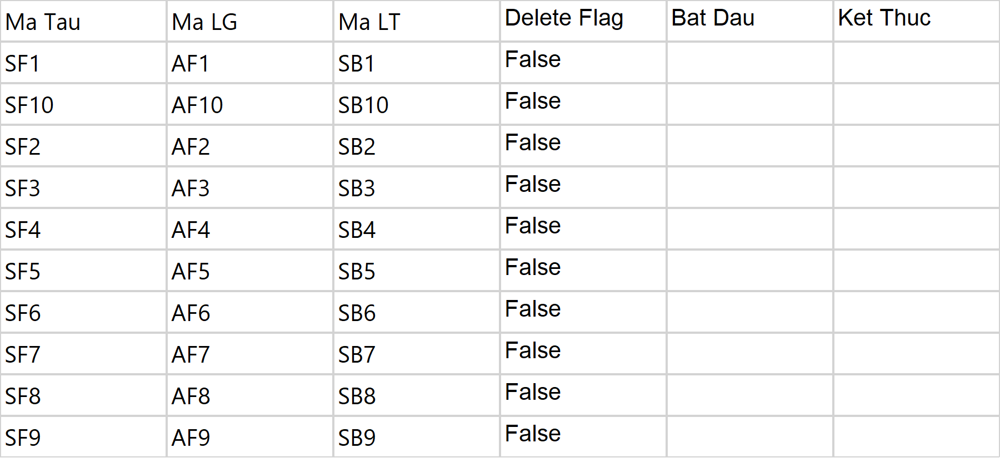 Ma Tau Ma LG Ma LT Delete Flag Bat Dau Ket Thuc
SF1 AF1 SB1 False
SF10 AF10 SB10 False
SF2 AF2 SB2 False
SF3 AF3 SB3 False
SF4 AF4 SB4 False
SF5 AF5 SB5 False
SF6 AF6 SB6 False
SF7 AF7 SB7 False
SF8 AF8 SB8 False
SF9 AF9 SB9 False